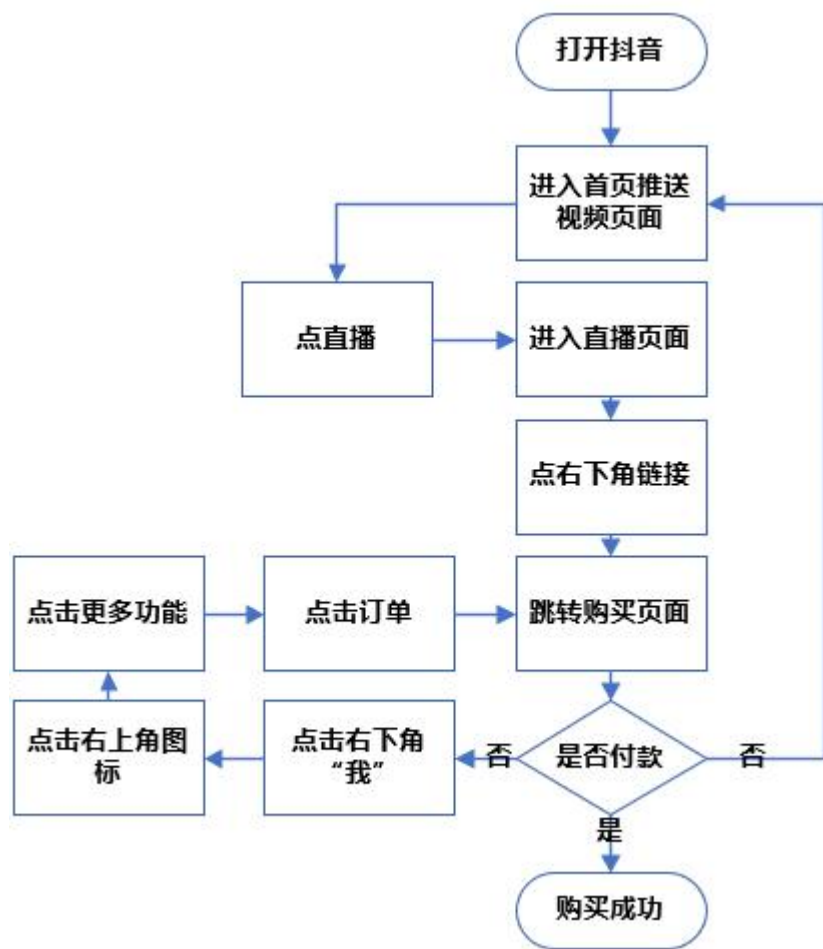 打开抖音
进入首页推送
视频页面
点直播
进入直播页面
点右下角链接
点击更多功能
点击订单
跳转购买页面
点击右上角图
标
点击右下角
“我”
否
是否付款
否
是
购买成功